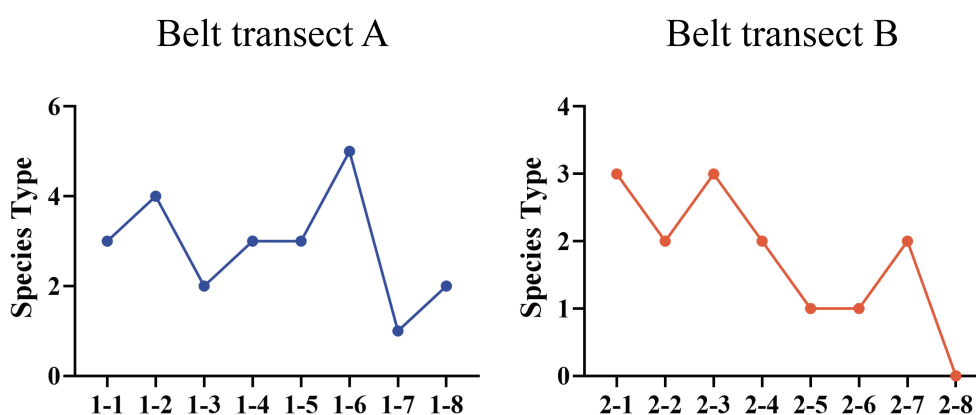 Belt transect A
Species Type
6
4
2
0
1-1 1-2 1-3 1-4 1-5 1-6 1-7 1-8
Belt transect B
Species Type
4
3
2
1
0
2-1 2-2 2-3 2-4 2-5 2-6 2-7 2-8